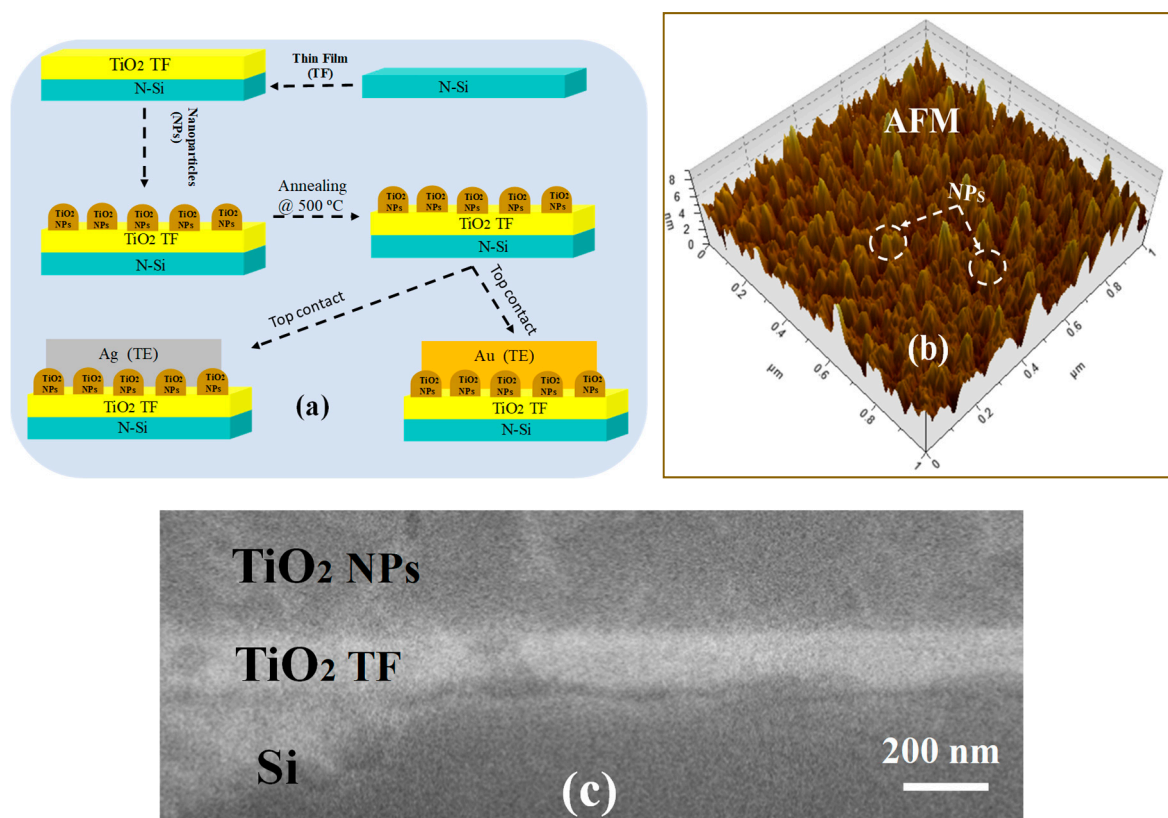 TiO2 TF
N-Si
Thin Film
(TF)
N-Si
Nanoparticles
(NPs)
TiO2 TiO2 TiO2 TiO2 TiO2
NPs NPs NPs NPs NPs
TiO2 TF
N-Si
Annealing
@ 500 ºC
TiO2 TiO2 TiO2 TiO2 TiO2
NPs NPs NPs NPs NPs
TiO2 TF
N-Si
Top contact
Top contact
Ag (TE)
TiO2 TiO2 TiO2 TiO2 TiO2
NPs NPs NPs NPs NPs
TiO2 TF
N-Si
(a)
Au (TE)
TiO2 TiO2 TiO2 TiO2 TiO2
NPs NPs NPs NPs NPs
TiO2 TF
N-Si
AFM
NPS
8
6
4
2
0
nm
0
0.2
0.4
0.6
0.8
1
µm
0
0.2
0.4
0.6
0.8
1
µm
(b)
TiO2 NPs
TiO2 TF
Si
200 nm
(c)